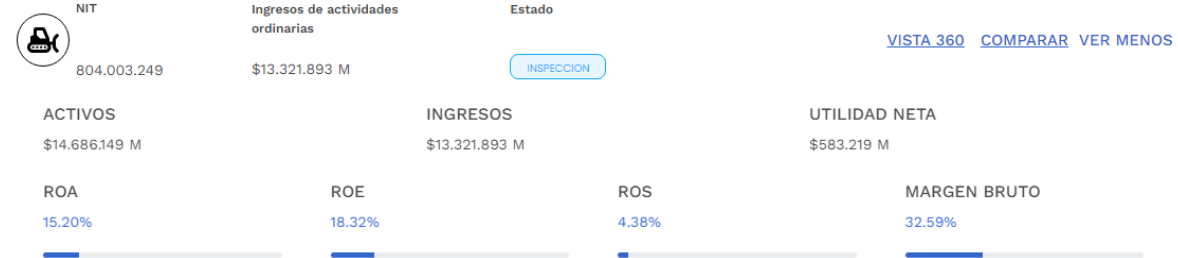 NIT
Ingresos de actividades
ordinarias
Estado
VISTA 360 COMPARAR VER MENOS
804.003.249
$13.321.893 M
INSPECCION
ACTIVOS
INGRESOS
UTILIDAD NETA
$14.686.149 M
$13.321.893 M
$583.219 M
ROA
ROE
ROS
MARGEN BRUTO
15.20%
18.32%
4.38%
32.59%